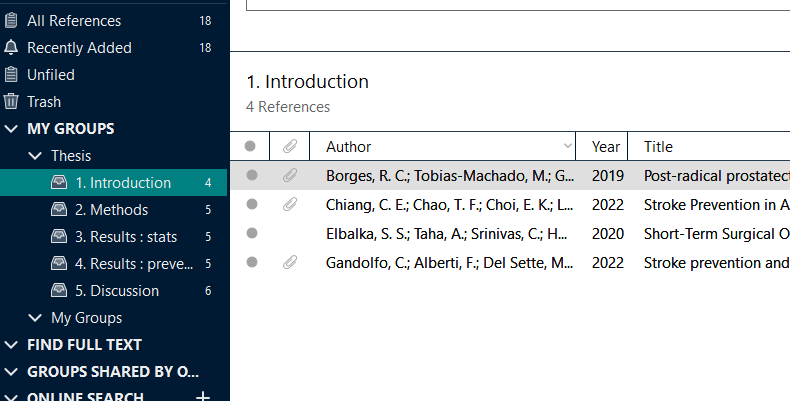 All References 18
Recently Added 18
Unfiled
Trash
MY GROUPS
Thesis
1. Introduction 4
2. Methods 5
3. Results : stats 5
4. Results : preve... 5
5. Discussion 6
My Groups
FIND FULL TEXT
GROUPS SHARED BY O...
ONLINE SEARCH +
1. Introduction
4 References
Author Year Title
Borges, R. C.; Tobias-Machado, M.; G... 2019 Post-radical prostatect
Chiang, C. E.; Chao, T. F.; Choi, E. K.; L... 2022 Stroke Prevention in A
Elbalka, S. S.; Taha, A.; Srinivas, C.; H... 2020 Short-Term Surgical O
Gandolfo, C.; Alberti, F.; Del Sette, M... 2022 Stroke prevention and